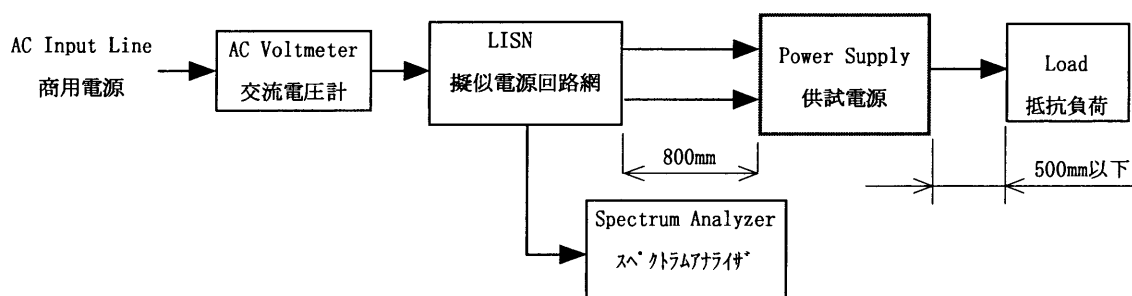 AC Input Line
商用電源
AC Voltmeter
交流電圧計
LISN
擬似電源回路網
Power Supply
供試電源
Load
抵抗負荷
800mm
500mm以下
Spectrum Analyzer
ｽﾍﾟｸﾄﾗﾑｱﾅﾗｲｻﾞ